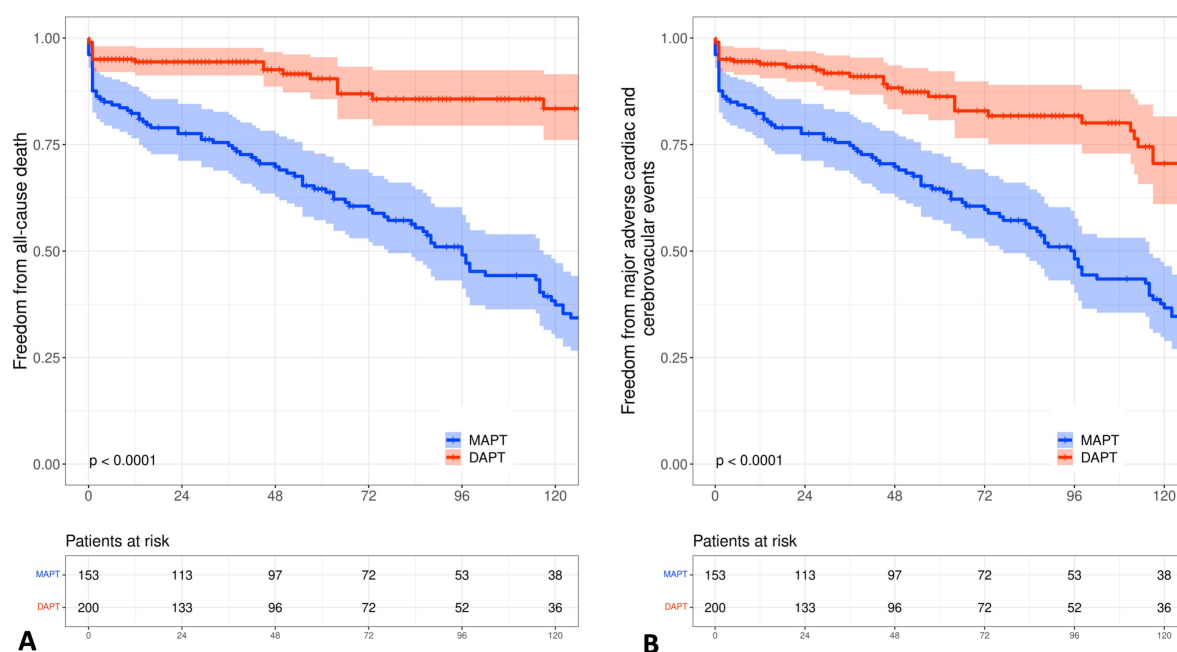 Freedom from all-cause death
1.00
0.75
0.50
0.25
0.00
p < 0.0001
MAPT
DAPT
0 24 48 72 96 120
Patients at risk
MAPT 153 113 97 72 53 38
DAPT 200 133 96 72 52 36
0 24 48 72 96 120
A
Freedom from major adverse cardiac and
cerebrovascular events
1.00
0.75
0.50
0.25
0.00
p < 0.0001
MAPT
DAPT
0 24 48 72 96 120
Patients at risk
MAPT 153 113 97 72 53 38
DAPT 200 133 96 72 52 36
0 24 48 72 96 120
B